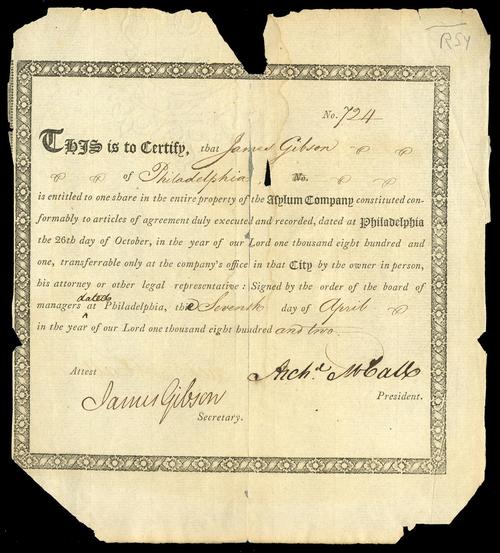 RSY
No. 724
THIS is to Certify, that James Gibson
of Philadelphia, No.
is entitled to one share in the entire property of the Asylum Company constituted con-
formably to articles of agreement duly executed and recorded, dated at Philadelphia
the 26th day of October, in the year of our Lord one thousand eight hundred and
one, transferrable only at the company's office in that City by the owner in person,
his attorney or other legal representative: Signed by the order of the board of
dated
managers at Philadelphia, the Seventh day of April
^
in the year of our Lord one thousand eight hundred and two
Attest
Archd McCall
James Gibson
President.
Secretary.